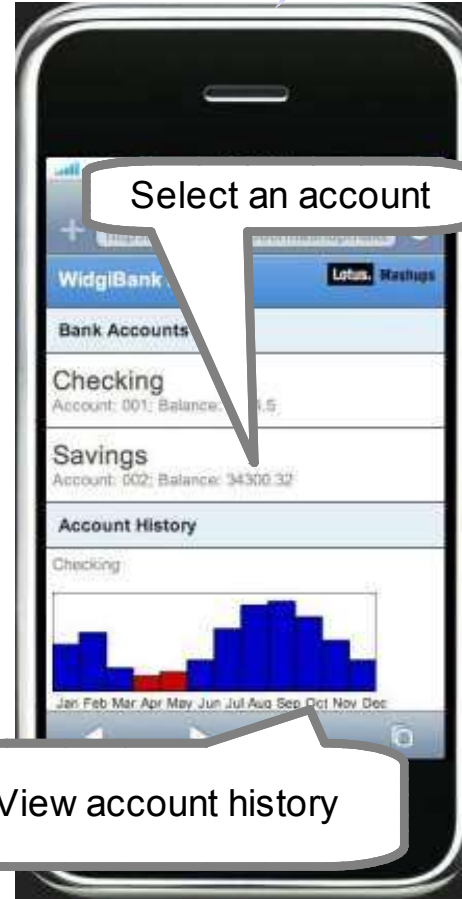 Select an account
WidgiBank
Lotus. Mashups
Bank Accounts
Checking
Account: 001; Balance:
Savings
Account: 002; Balance: 34300.32
Account History
Checking
Jan Feb Mar Apr May Jun Jul Aug Sep Oct Nov Dec
View account history